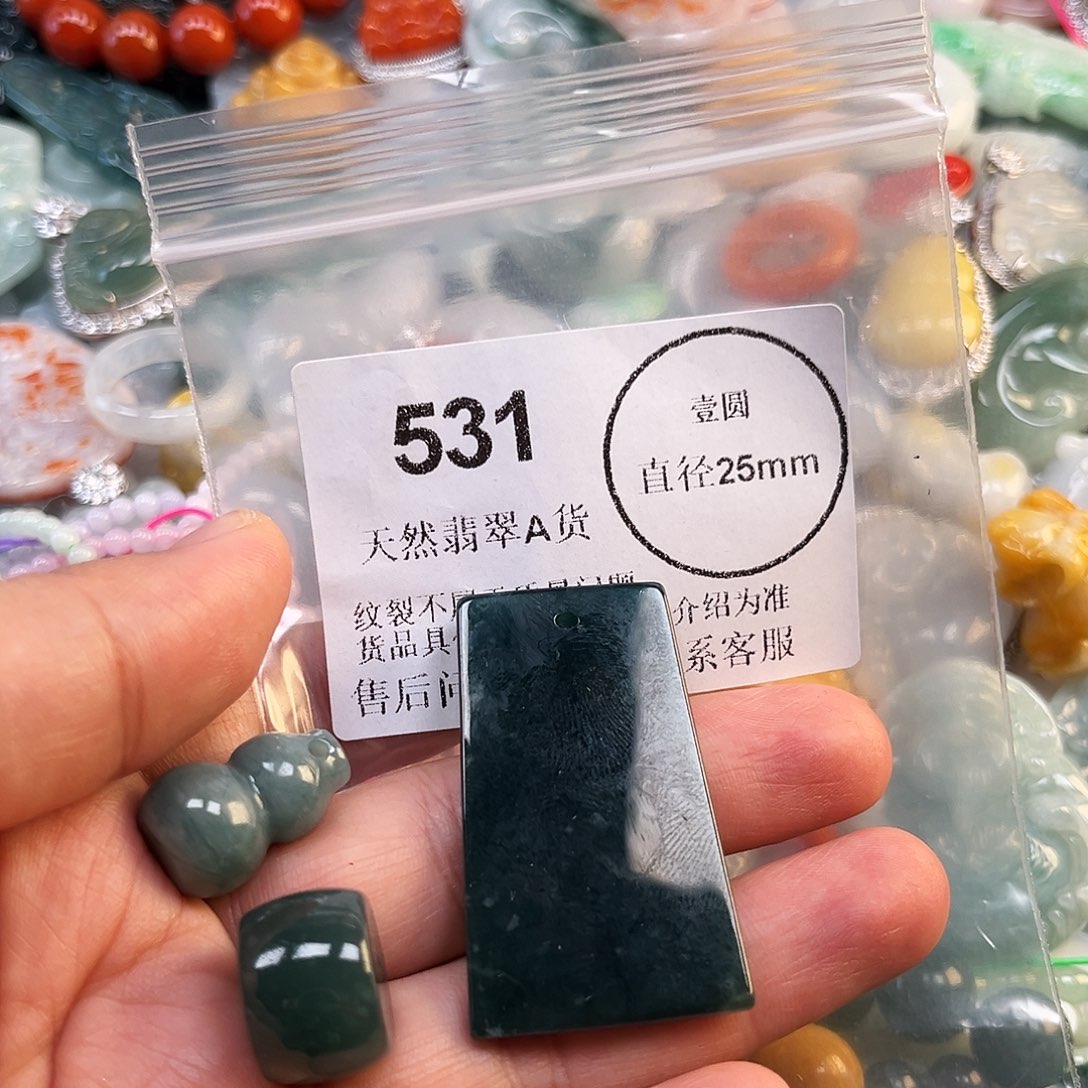 531
壹圆
直径25mm
天然翡翠A货
纹裂不 介绍为准
货品具 系客服
售后问